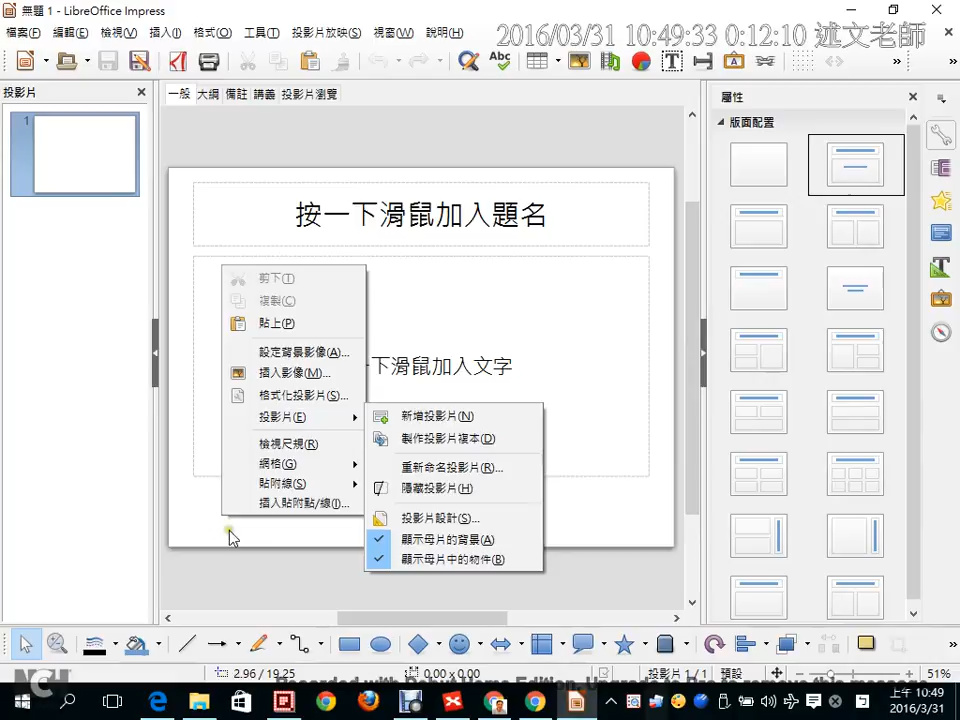 無題 1 - LibreOffice Impress
檔案(F) 編輯(E) 檢視(V) 插入(I) 格式(O) 工具(T) 投影片放映(S) 視窗(W) 說明(H)
2016/03/31 10:49:33 0:12:10 述文老師
Abc
投影片
一般 大綱 備註 講義 投影片瀏覽
屬性
版面配置
1
按一下滑鼠加入題名
剪下(T)
複製(C)
貼上(P)
設定背景影像(A)...
插入影像(M)...
下滑鼠加入文字
格式化投影片(S)...
投影片(E)
檢視尺規(R)
網格(G)
貼附線(S)
插入貼附點/線(I)...
新增投影片(N)
製作投影片複本(D)
重新命名投影片(R)...
隱藏投影片(H)
投影片設計(S)...
顯示母片的背景(A)
顯示母片中的物件(B)
2.96 / 19.25 0.00 x 0.00 投影片 1 / 1 預設 51%
NCH
上午 10:49
2016/3/31